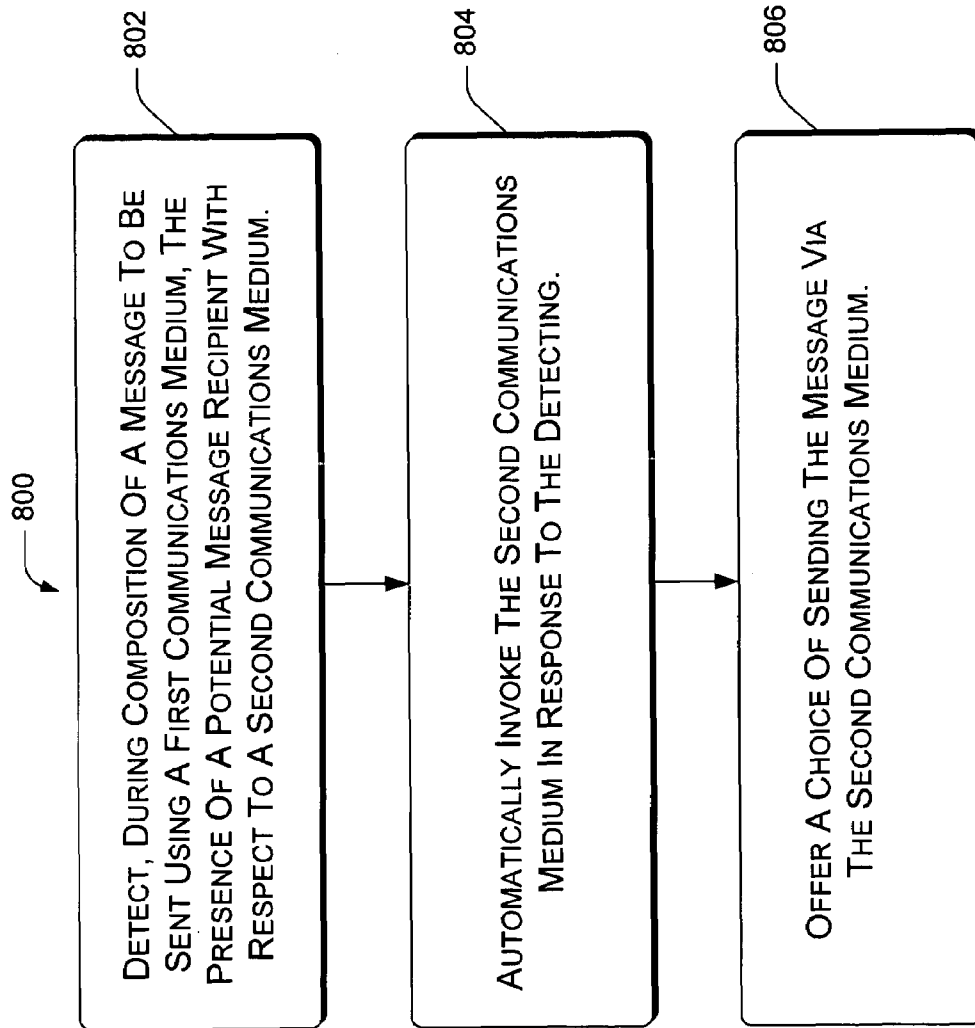 800
DETECT, DURING COMPOSITION OF A MESSAGE TO BE
SENT USING A FIRST COMMUNICATIONS MEDIUM, THE
PRESENCE OF A POTENTIAL MESSAGE RECIPIENT WITH
RESPECT TO A SECOND COMMUNICATIONS MEDIUM.
802
AUTOMATICALLY INVOKE THE SECOND COMMUNICATIONS
MEDIUM IN RESPONSE TO THE DETECTING.
804
OFFER A CHOICE OF SENDING THE MESSAGE VIA
THE SECOND COMMUNICATIONS MEDIUM.
806